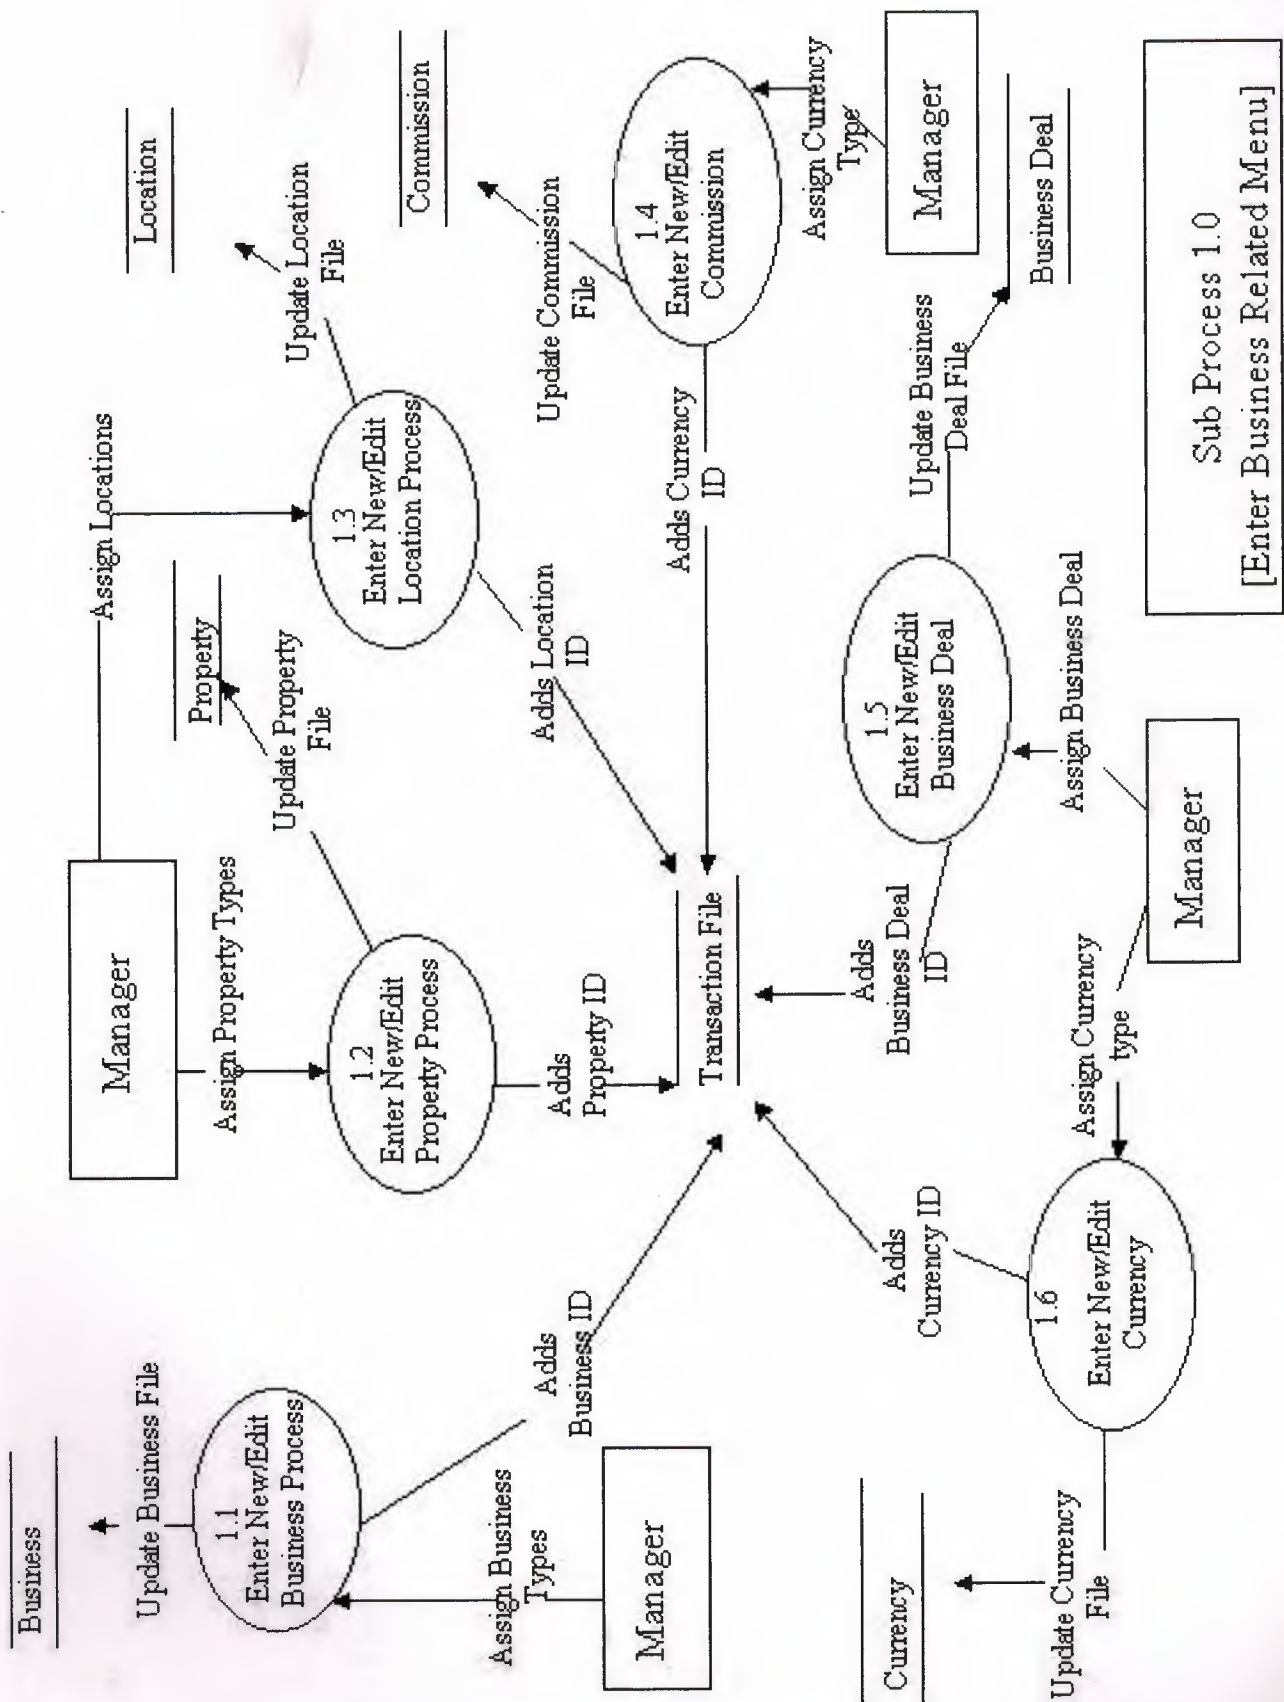 Business
Update Business File
1.1
Enter New/Edit
Business Process
Assign Business
Types
Manager
Adds
Business ID
Manager
Assign Property Types
1.2
Enter New/Edit
Property Process
Adds
Property ID
Update Property
File
Property
Assign Locations
1.3
Enter New/Edit
Location Process
Update Location
File
Location
Adds Location
ID
Commission
Update Commission
File
1.4
Enter New/Edit
Commission
Assign Currency
Type
Manager
Adds Currency
ID
Transaction File
Adds
Business Deal
ID
1.5
Enter New/Edit
Business Deal
Update Business
Deal File
Business Deal
Assign Business Deal
Manager
Assign Currency
type
Adds
Currency ID
1.6
Enter New/Edit
Currency
Currency
Update Currency
File
Sub Process 1.0
[Enter Business Related Menu]